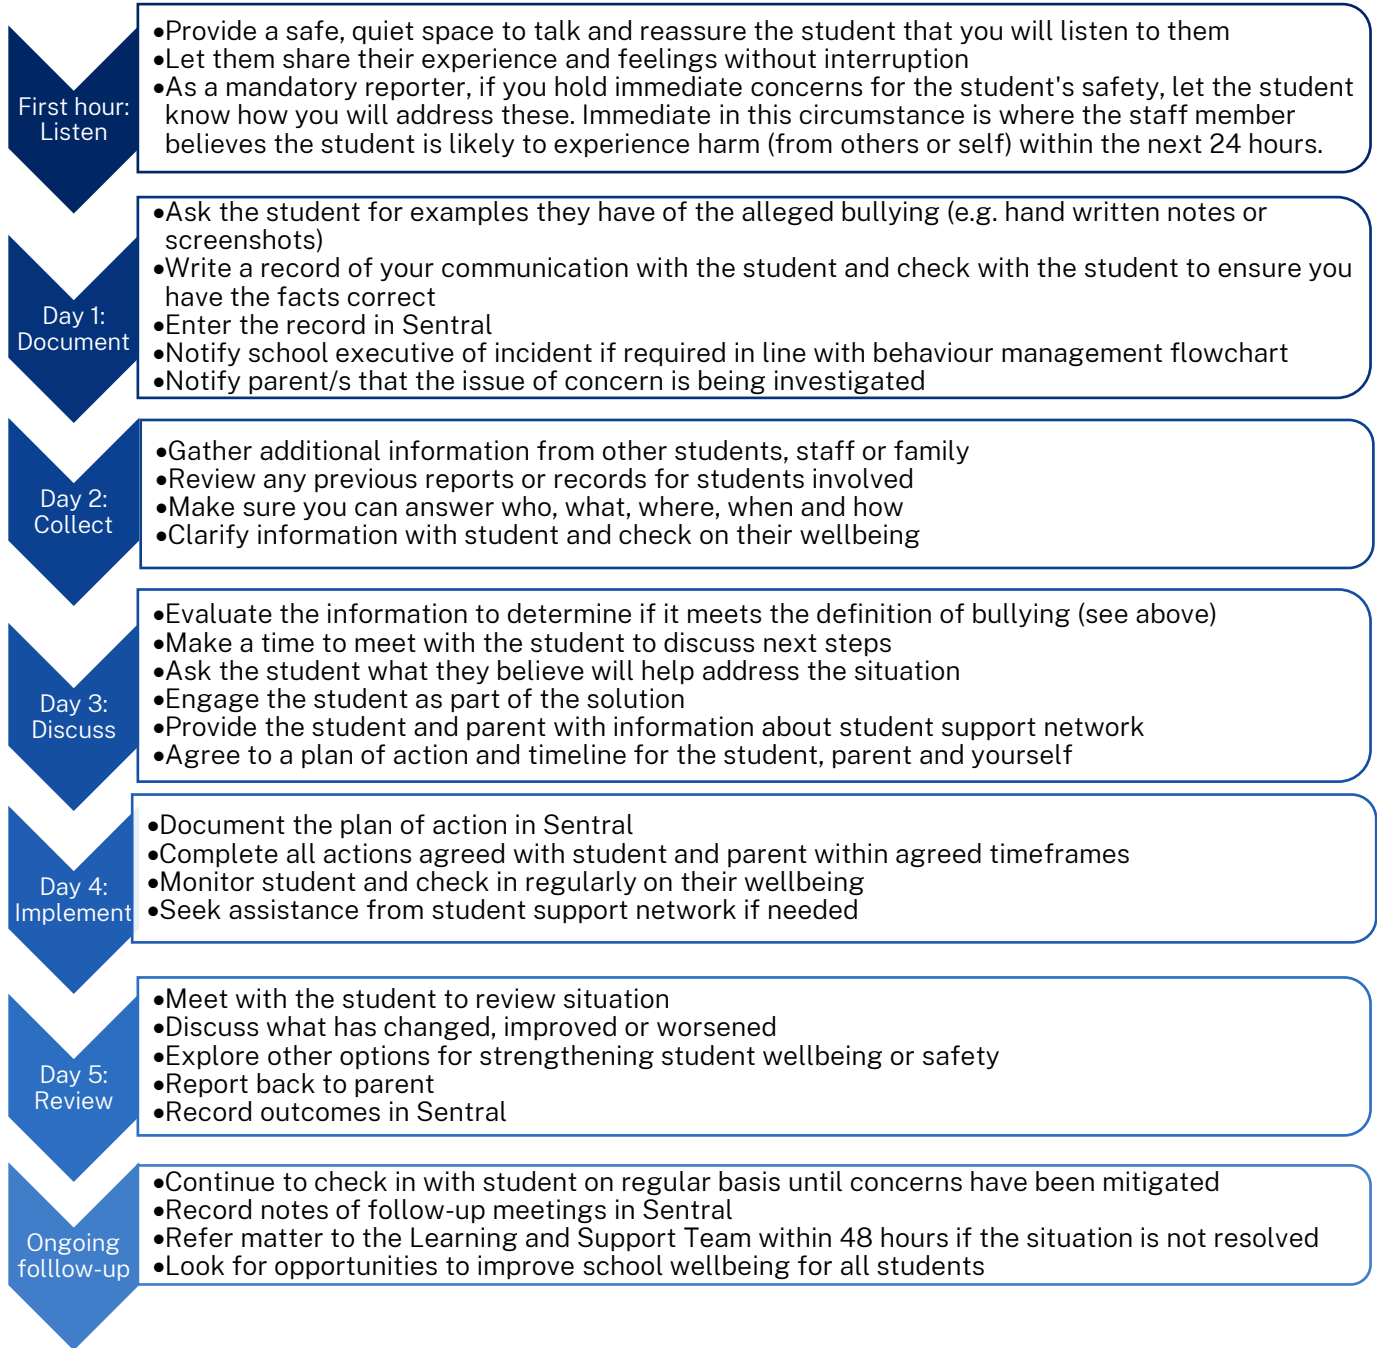 First hour:
Listen
•Provide a safe, quiet space to talk and reassure the student that you will listen to them
•Let them share their experience and feelings without interruption
•As a mandatory reporter, if you hold immediate concerns for the student's safety, let the student
know how you will address these. Immediate in this circumstance is where the staff member
believes the student is likely to experience harm (from others or self) within the next 24 hours.
Day 1:
Document
•Ask the student for examples they have of the alleged bullying (e.g. hand written notes or
screenshots)
•Write a record of your communication with the student and check with the student to ensure you
have the facts correct
•Enter the record in Sentral
•Notify school executive of incident if required in line with behaviour management flowchart
•Notify parent/s that the issue of concern is being investigated
Day 2:
Collect
•Gather additional information from other students, staff or family
•Review any previous reports or records for students involved
•Make sure you can answer who, what, where, when and how
•Clarify information with student and check on their wellbeing
Day 3:
Discuss
•Evaluate the information to determine if it meets the definition of bullying (see above)
•Make a time to meet with the student to discuss next steps
•Ask the student what they believe will help address the situation
•Engage the student as part of the solution
•Provide the student and parent with information about student support network
•Agree to a plan of action and timeline for the student, parent and yourself
Day 4:
Implement
•Document the plan of action in Sentral
•Complete all actions agreed with student and parent within agreed timeframes
•Monitor student and check in regularly on their wellbeing
•Seek assistance from student support network if needed
Day 5:
Review
•Meet with the student to review situation
•Discuss what has changed, improved or worsened
•Explore other options for strengthening student wellbeing or safety
•Report back to parent
•Record outcomes in Sentral
Ongoing
folllow-up
•Continue to check in with student on regular basis until concerns have been mitigated
•Record notes of follow-up meetings in Sentral
•Refer matter to the Learning and Support Team within 48 hours if the situation is not resolved
•Look for opportunities to improve school wellbeing for all students